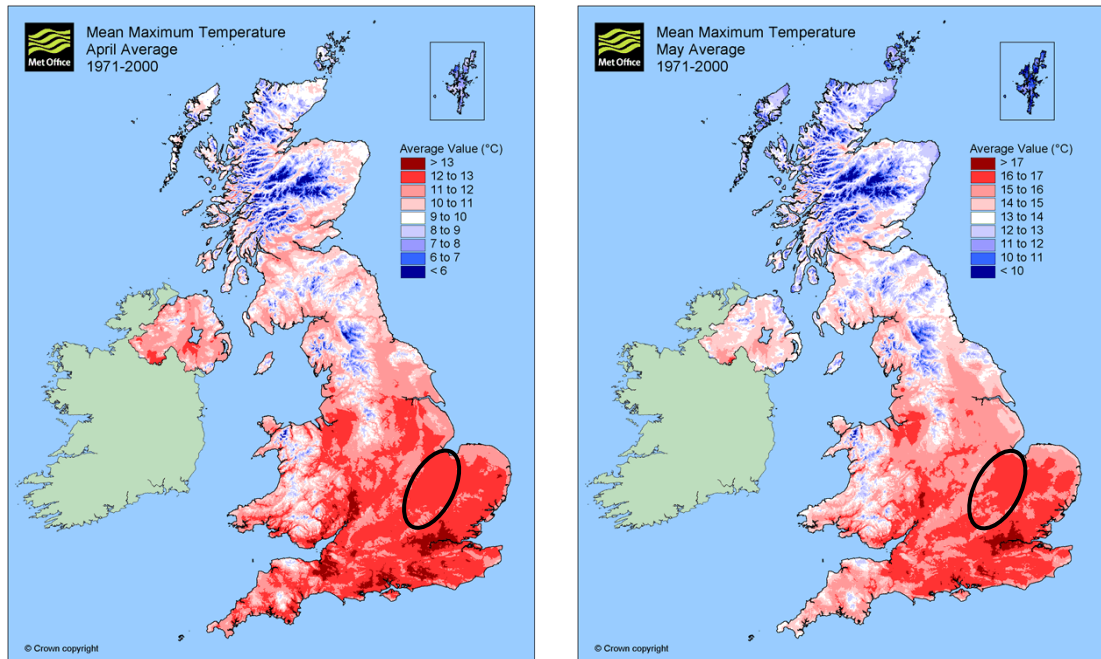 Met Office
Mean Maximum Temperature
April Average
1971-2000
Average Value (°C)
> 13
12 to 13
11 to 12
10 to 11
9 to 10
8 to 9
7 to 8
6 to 7
< 6
© Crown copyright
Met Office
Mean Maximum Temperature
May Average
1971-2000
Average Value (°C)
> 17
16 to 17
15 to 16
14 to 15
13 to 14
12 to 13
11 to 12
10 to 11
< 10
© Crown copyright